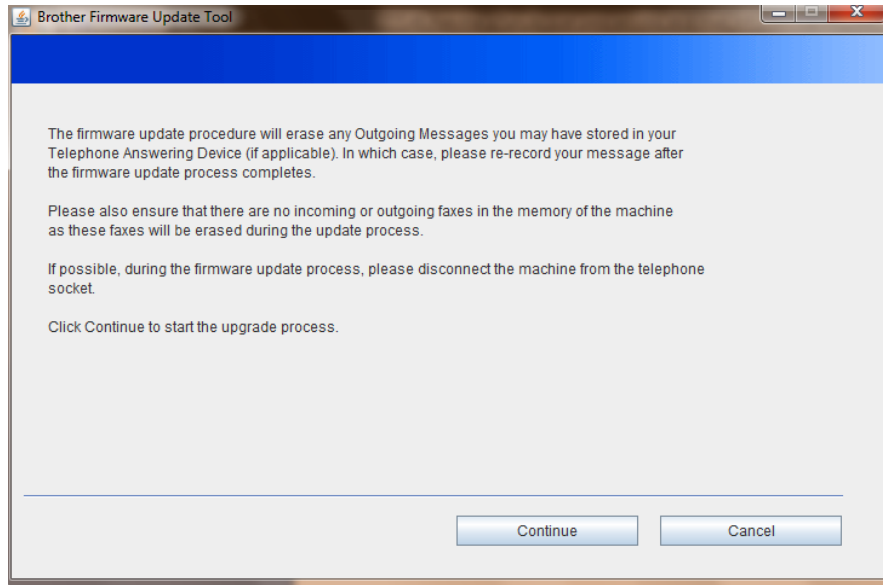 Brother Firmware Update Tool
The firmware update procedure will erase any Outgoing Messages you may have stored in your
Telephone Answering Device (if applicable). In which case, please re-record your message after
the firmware update process completes.
Please also ensure that there are no incoming or outgoing faxes in the memory of the machine
as these faxes will be erased during the update process.
If possible, during the firmware update process, please disconnect the machine from the telephone
socket.
Click Continue to start the upgrade process.
Continue
Cancel